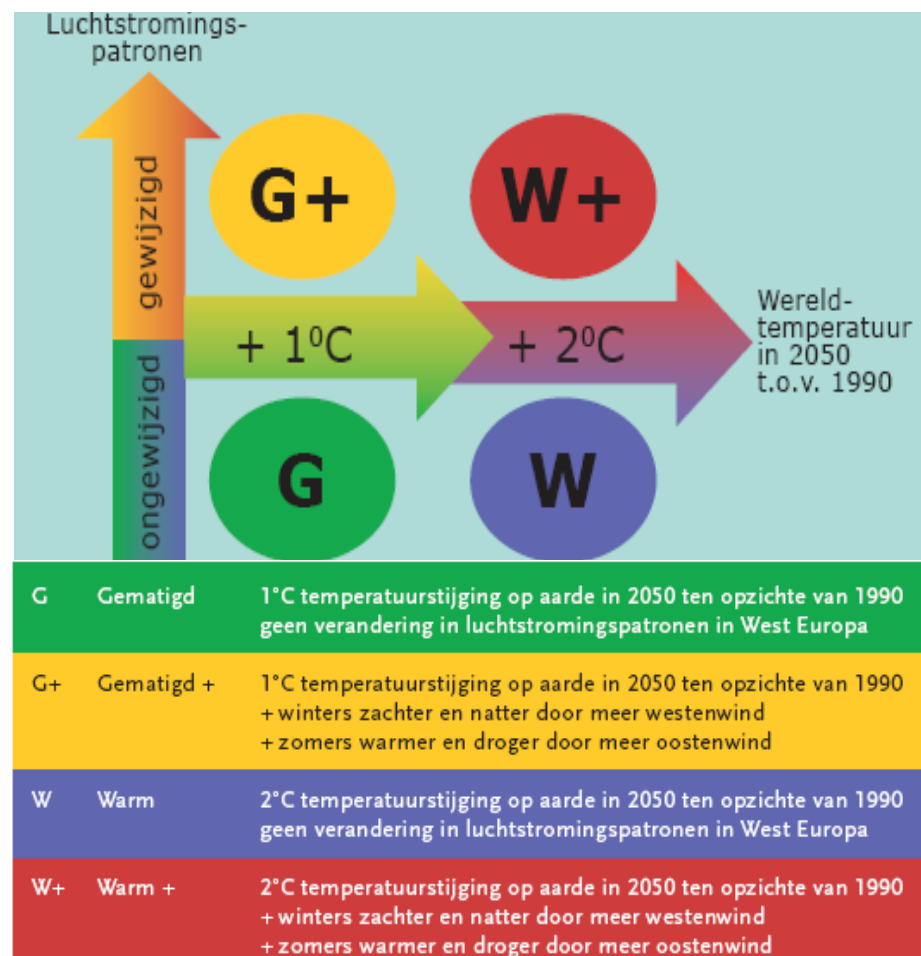 Luchtstromings-
patronen
gewijzigd
ongewijzigd
G+
W+
+ 1⁰C
+ 2⁰C
Wereld-
temperatuur
in 2050
t.o.v. 1990
G
W
G Gematigd 1°C temperatuurstijging op aarde in 2050 ten opzichte van 1990
geen verandering in luchtstromingspatronen in West Europa
G+ Gematigd + 1°C temperatuurstijging op aarde in 2050 ten opzichte van 1990
+ winters zachter en natter door meer westenwind
+ zomers warmer en droger door meer oostenwind
W Warm 2°C temperatuurstijging op aarde in 2050 ten opzichte van 1990
geen verandering in luchtstromingspatronen in West Europa
W+ Warm + 2°C temperatuurstijging op aarde in 2050 ten opzichte van 1990
+ winters zachter en natter door meer westenwind
+ zomers warmer en droger door meer oostenwind